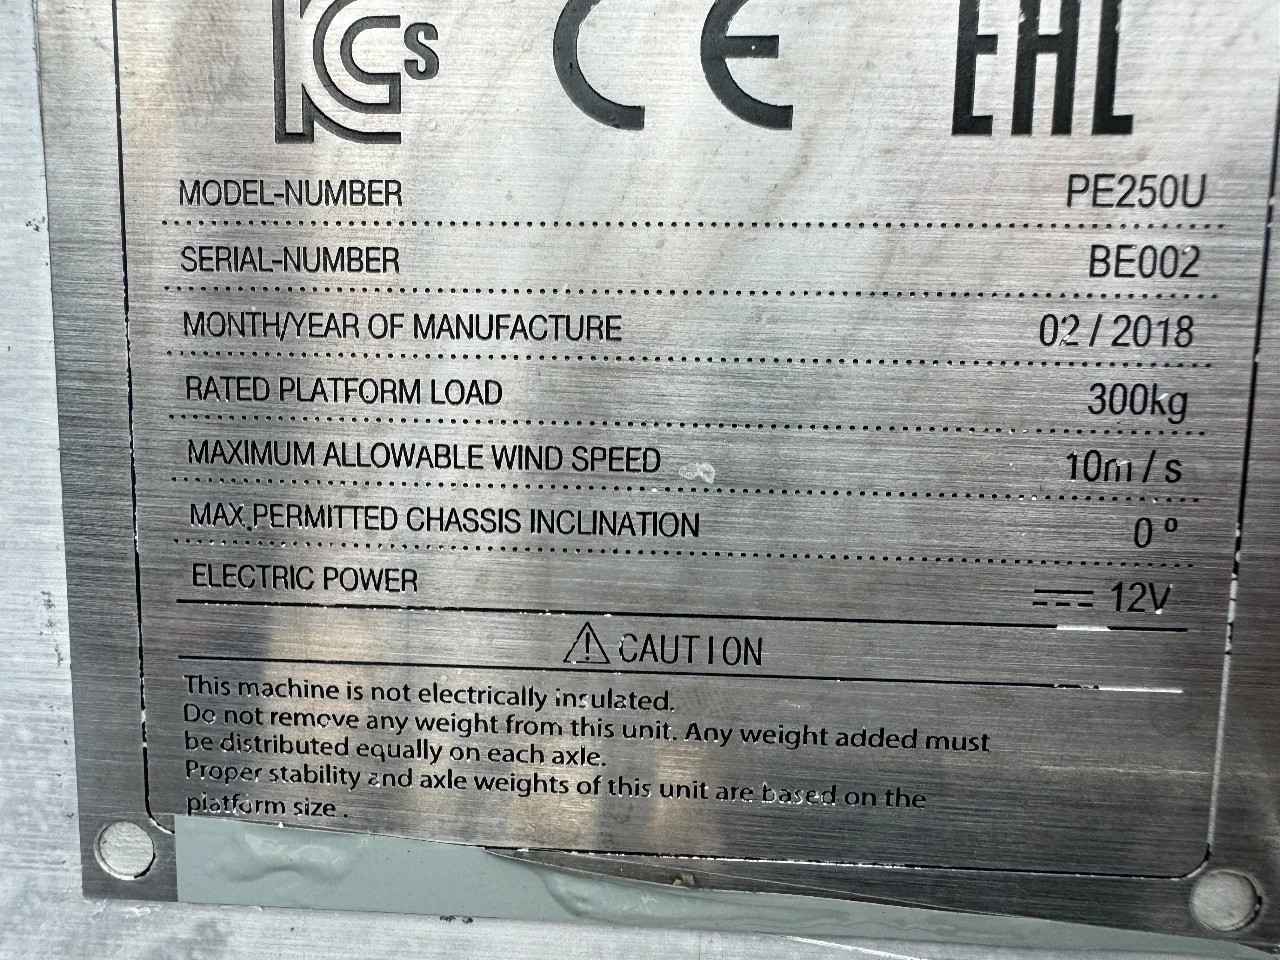 KCs CE EAC
MODEL-NUMBER PE250U
SERIAL-NUMBER BE002
MONTH/YEAR OF MANUFACTURE 02 / 2018
RATED PLATFORM LOAD 300kg
MAXIMUM ALLOWABLE WIND SPEED 10m / s
MAX.PERMITTED CHASSIS INCLINATION 0º
ELECTRIC POWER 12V
CAUTION
This machine is not electrically insulated.
Do not remove any weight from this unit. Any weight added must
be distributed equally on each axle.
Proper stability and axle weights of this unit are based on the
platform size .